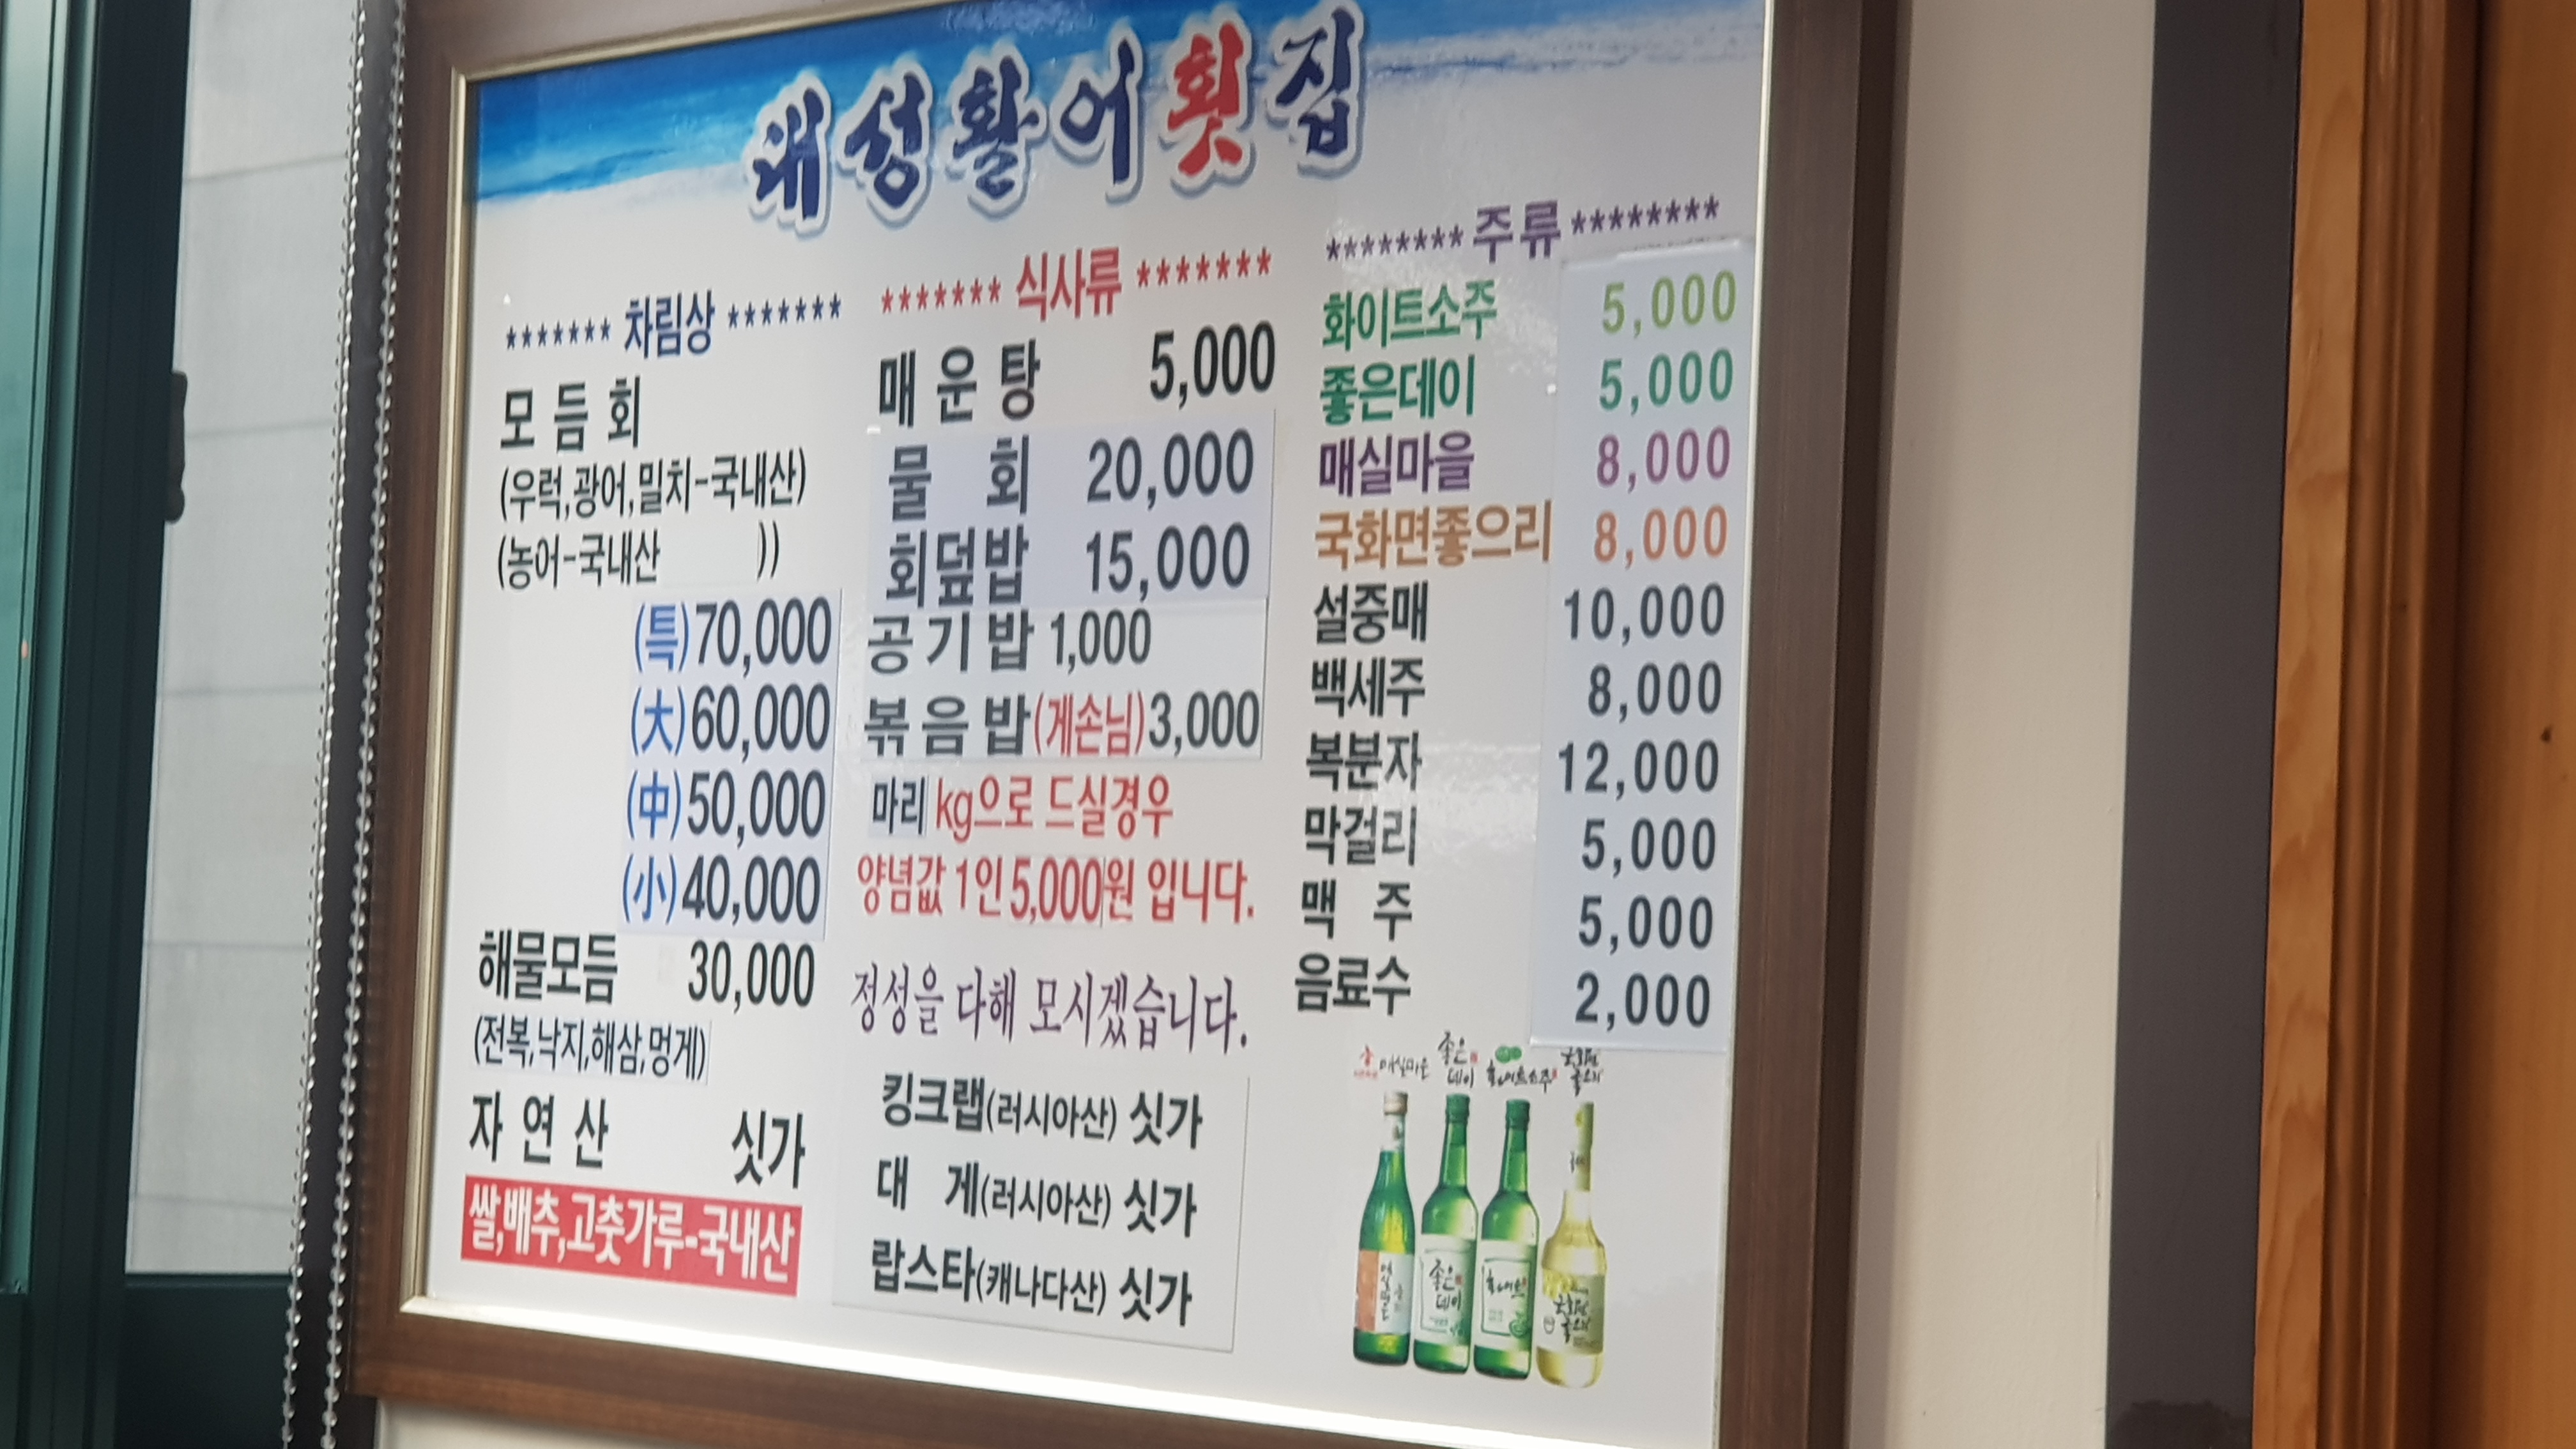 대성활어횟집
******* 차림상 *******
모듬회
(우럭,광어,밀치-국내산)
(농어-국내산 ))
(특)70,000
(大)60,000
(中)50,000
(小)40,000
해물모듬 30,000
(전복,낙지,해삼,멍게)
자연산 싯가
쌀,배추,고춧가루-국내산
******* 식사류 *******
매운탕 5,000
물 회 20,000
회덮밥 15,000
공기밥 1,000
볶음밥(게손님)3,000
마리 kg으로 드실경우
양념값 1인 5,000원 입니다.
정성을 다해 모시겠습니다.
킹크랩(러시아산) 싯가
대 게(러시아산) 싯가
랍스타(캐나다산) 싯가
******** 주류 ********
화이트소주 5,000
좋은데이 5,000
매실마을 8,000
국화면좋으리 8,000
설중매 10,000
백세주 8,000
복분자 12,000
막걸리 5,000
맥 주 5,000
음료수 2,000
매실마을
좋은데이
화이트소주
좋은데이
화이트